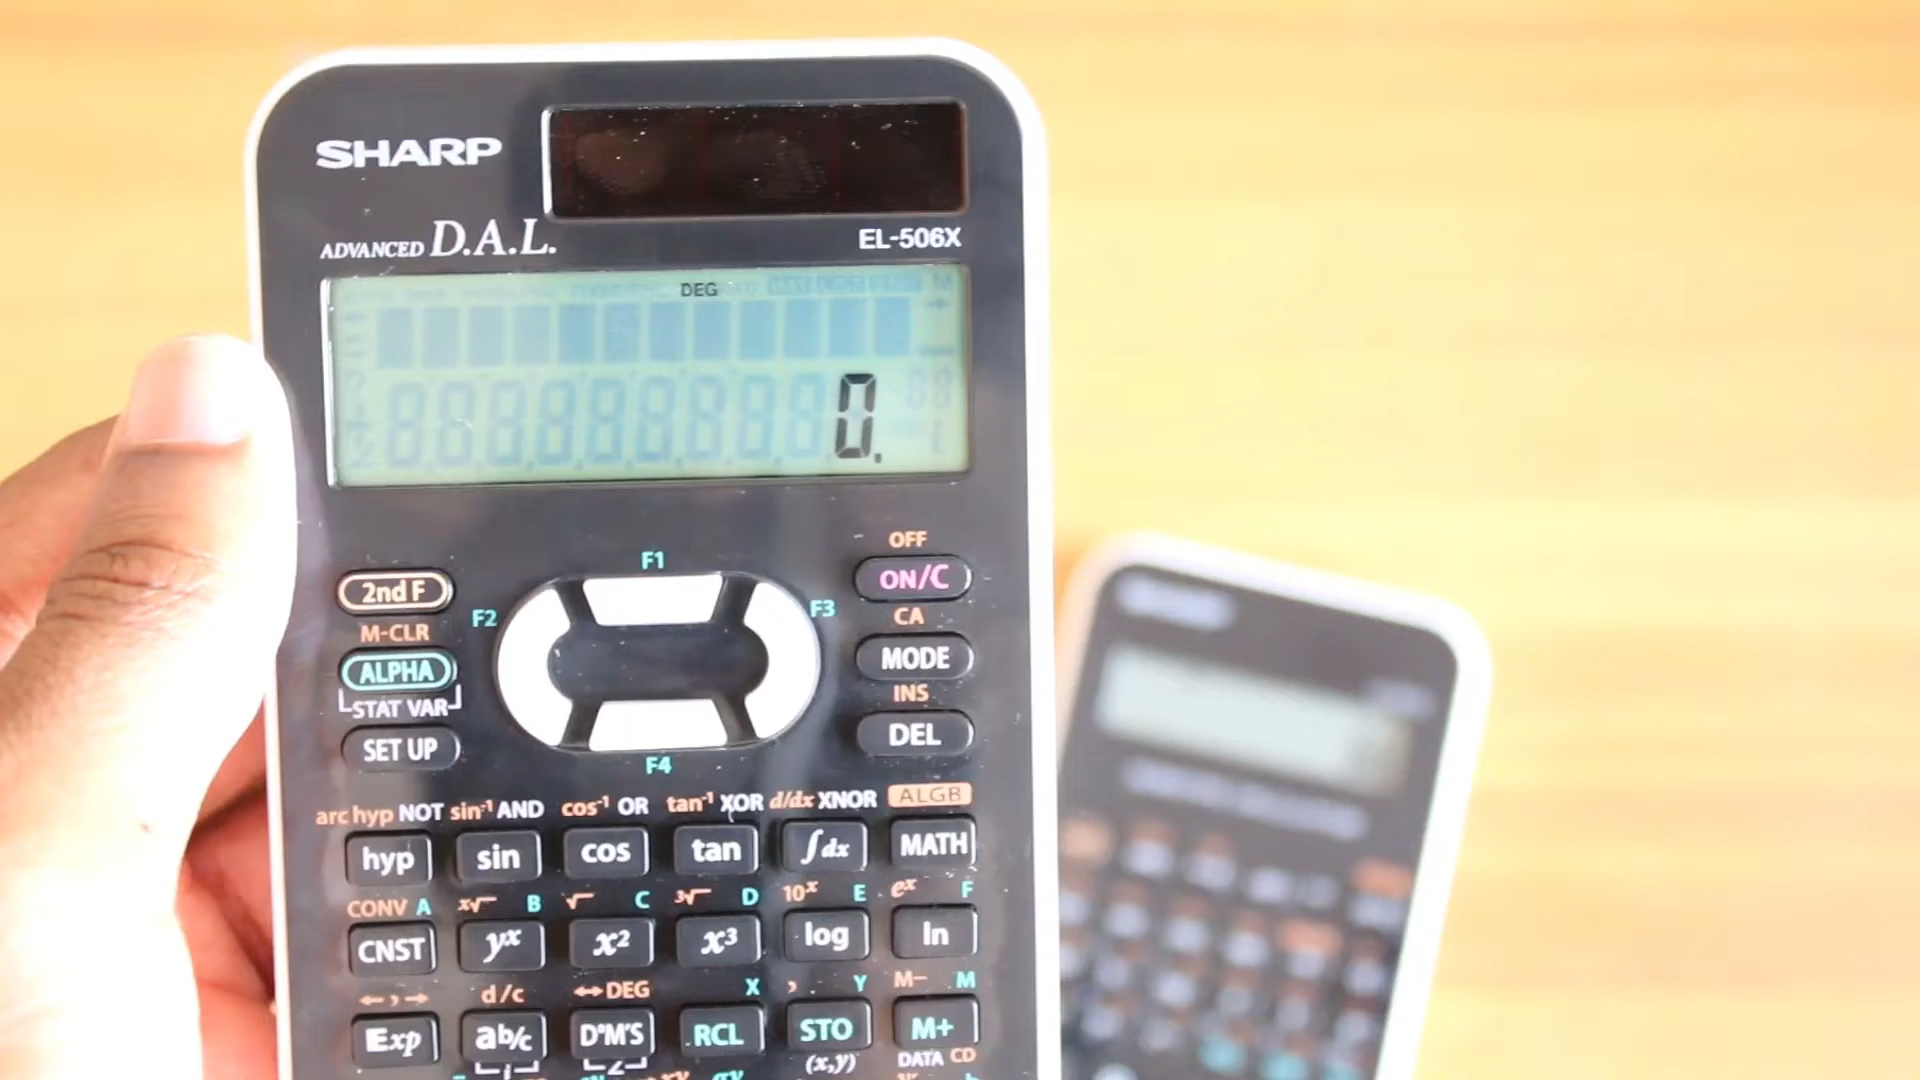 SHARP
ADVANCED D.A.L.
EL-506X
DEG
0.
F1
OFF
2nd F
ON/C
F2
F3
M-CLR
CA
ALPHA
MODE
STAT VAR
INS
SET UP
DEL
F4
arc hyp NOT sin⁻¹ AND cos⁻¹ OR tan⁻¹ XOR d/dx XNOR ALGB
hyp sin cos tan ∫dx MATH
CONV A ˣ√ B √ C ³√ D 10ˣ E eˣ F
CNST yˣ x² x³ log ln
←,→ d/c ↔DEG X , Y M− M
Exp ab/c D°M'S RCL STO M+
(x,y) DATA CD